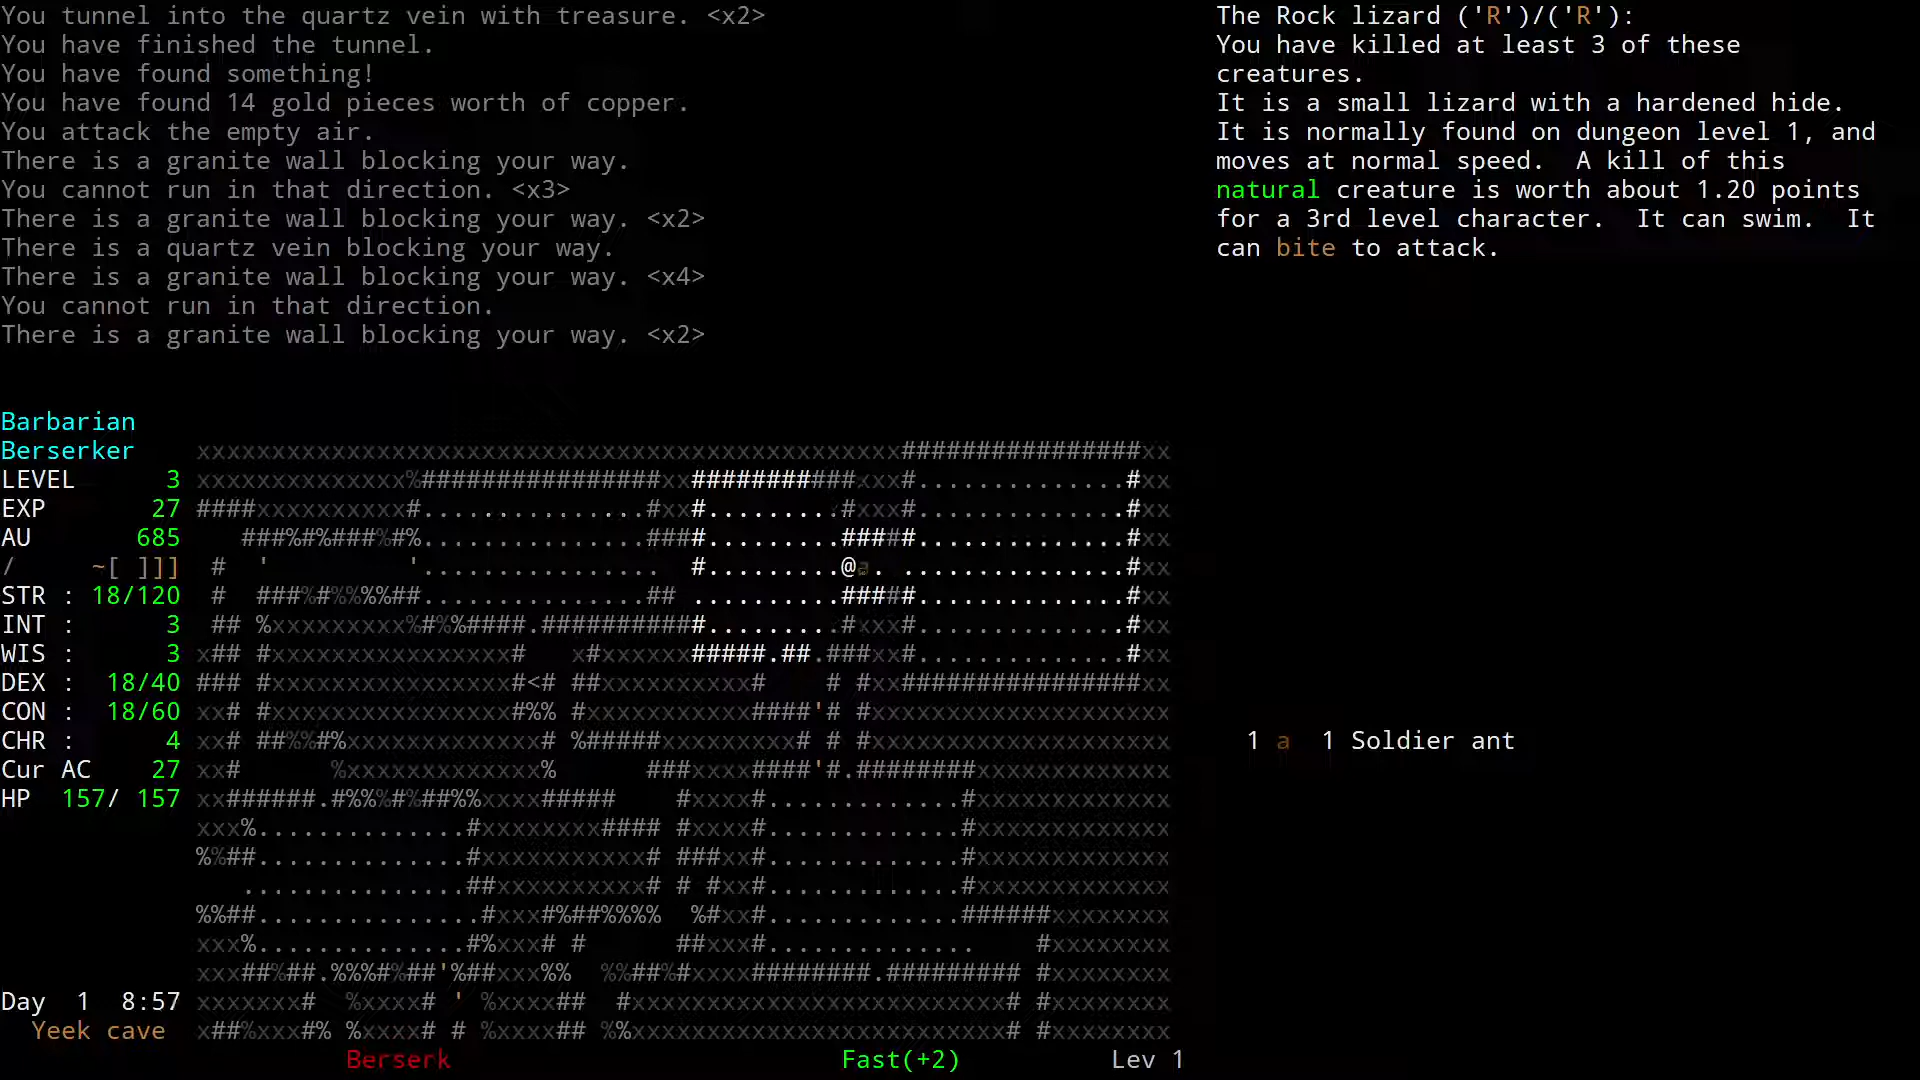 You tunnel into the quartz vein with treasure. <x2>
You have finished the tunnel.
You have found something!
You have found 14 gold pieces worth of copper.
You attack the empty air.
There is a granite wall blocking your way.
You cannot run in that direction. <x3>
There is a granite wall blocking your way. <x2>
There is a quartz vein blocking your way.
There is a granite wall blocking your way. <x4>
You cannot run in that direction.
There is a granite wall blocking your way. <x2>
The Rock lizard ('R')/('R'):
You have killed at least 3 of these
creatures.
It is a small lizard with a hardened hide.
It is normally found on dungeon level 1, and
moves at normal speed.  A kill of this
natural creature is worth about 1.20 points
for a 3rd level character.  It can swim.  It
can bite to attack.
Barbarian
Berserker
LEVEL 3
EXP 27
AU 685
/ ~[ ]]]
STR : 18/120
INT : 3
WIS : 3
DEX : 18/40
CON : 18/60
CHR : 4
Cur AC 27
HP 157/ 157
Day 1 8:57
Yeek cave
1 a 1 Soldier ant
Berserk
Fast(+2)
Lev 1